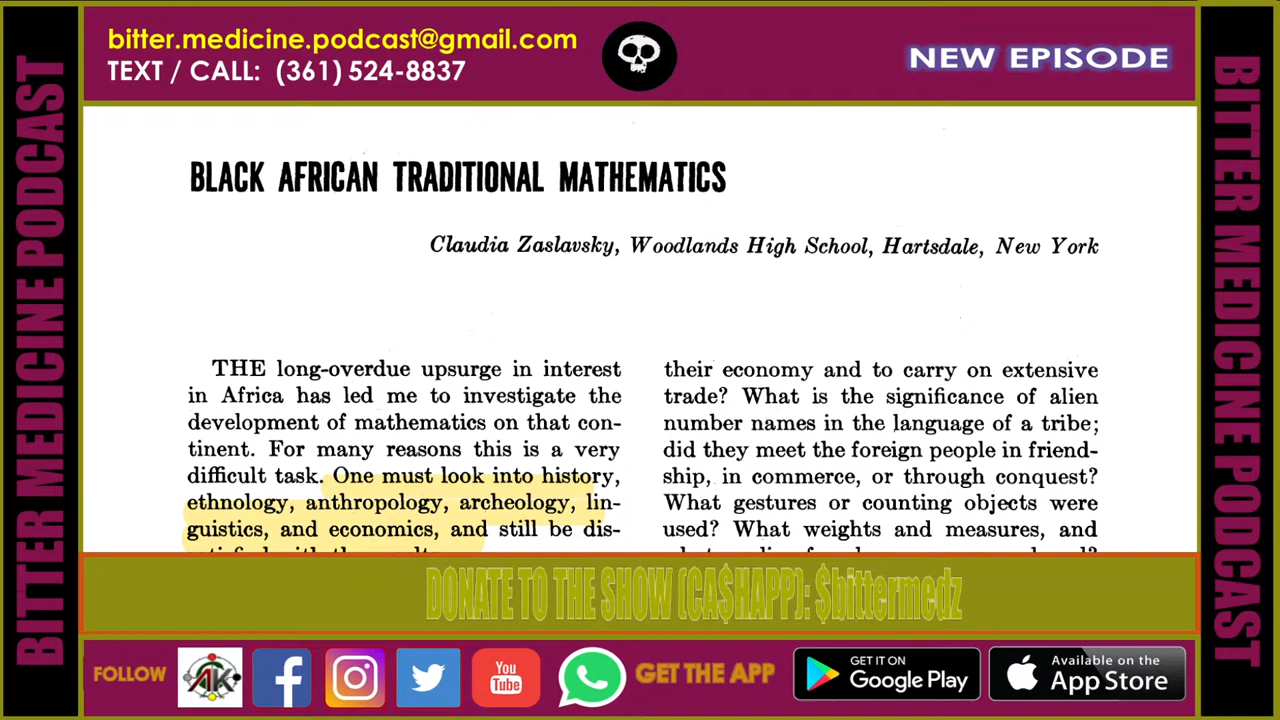 bitter.medicine.podcast@gmail.com
TEXT / CALL: (361) 524-8837
NEW EPISODE
BITTER MEDICINE PODCAST
BLACK AFRICAN TRADITIONAL MATHEMATICS
Claudia Zaslavsky, Woodlands High School, Hartsdale, New York
THE long-overdue upsurge in interest
in Africa has led me to investigate the
development of mathematics on that con-
tinent. For many reasons this is a very
difficult task. One must look into history,
ethnology, anthropology, archeology, lin-
guistics, and economics, and still be dis-
their economy and to carry on extensive
trade? What is the significance of alien
number names in the language of a tribe;
did they meet the foreign people in friend-
ship, in commerce, or through conquest?
What gestures or counting objects were
used? What weights and measures, and
BITTER MEDICINE PODCAST
DONATE TO THE SHOW (CA$HAPP): $bittermedz
FOLLOW
ATK
You
Tube
GET THE APP
GET IT ON
Google Play
Available on the
App Store